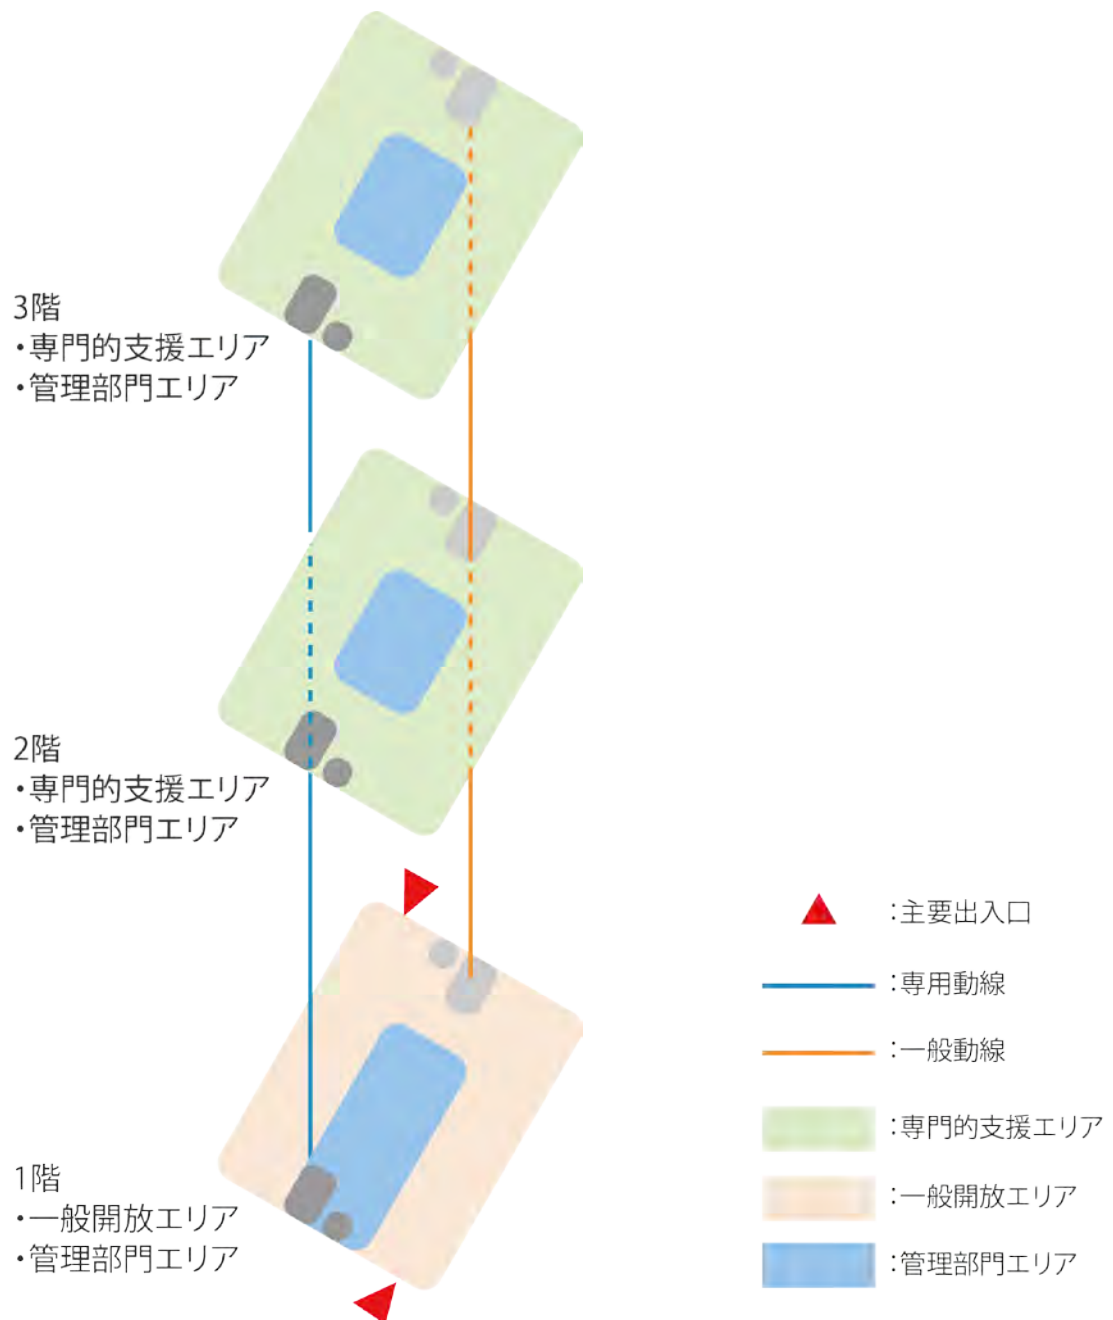 3階
・専門的支援エリア
・管理部門エリア
2階
・専門的支援エリア
・管理部門エリア
1階
・一般開放エリア
・管理部門エリア
：主要出入口
：専用動線
：一般動線
：専門的支援エリア
：一般開放エリア
：管理部門エリア